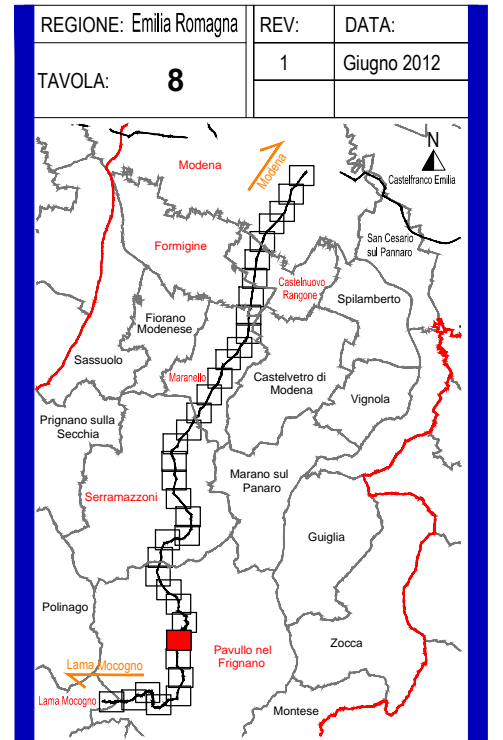 REGIONE: Emilia Romagna
REV:
DATA:
TAVOLA: 8
1
Giugno 2012
N
Modena
Modena
Castelfranco Emilia
Formigine
San Cesario
sul Pannaro
Castelnuovo
Rangone
Spilamberto
Fiorano
Modenese
Sassuolo
Maranello
Castelvetro di
Modena
Vignola
Prignano sulla
Secchia
Marano sul
Panaro
Serramazzoni
Guiglia
Polinago
Pavullo nel
Frignano
Zocca
Lama Mocogno
Lama Mocogno
Montese